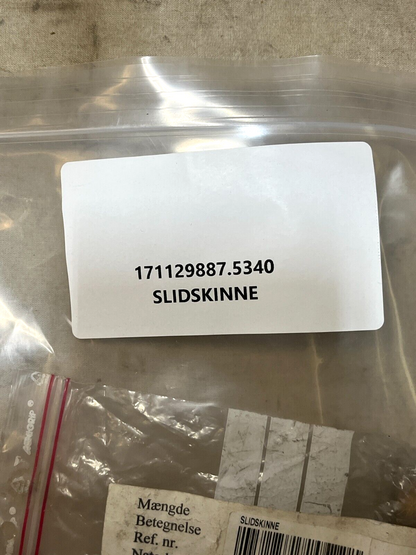 171129887.5340
SLIDSKINNE
Mængde
Betegnelse
Ref. nr.
SLIDSKINNE